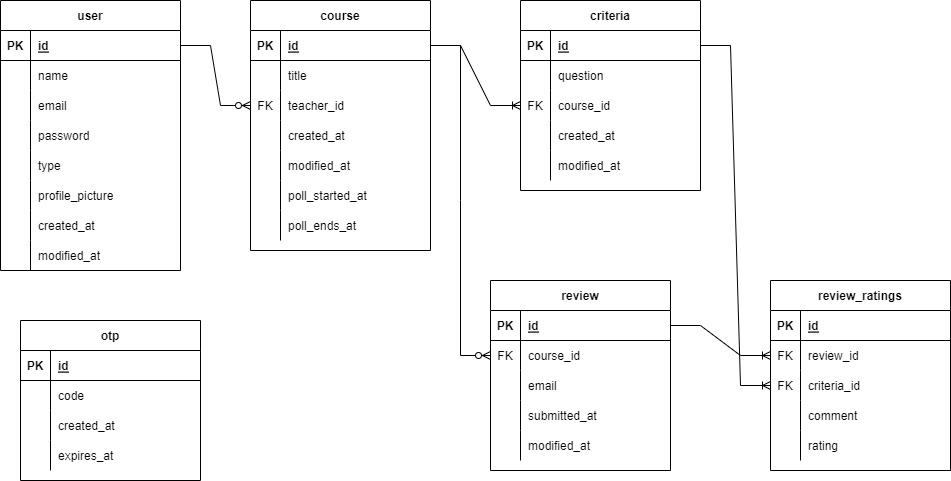 user
PK id
name
email
password
type
profile_picture
created_at
modified_at
course
PK id
title
FK teacher_id
created_at
modified_at
poll_started_at
poll_ends_at
criteria
PK id
question
FK course_id
created_at
modified_at
otp
PK id
code
created_at
expires_at
review
PK id
FK course_id
email
submitted_at
modified_at
review_ratings
PK id
FK review_id
FK criteria_id
comment
rating